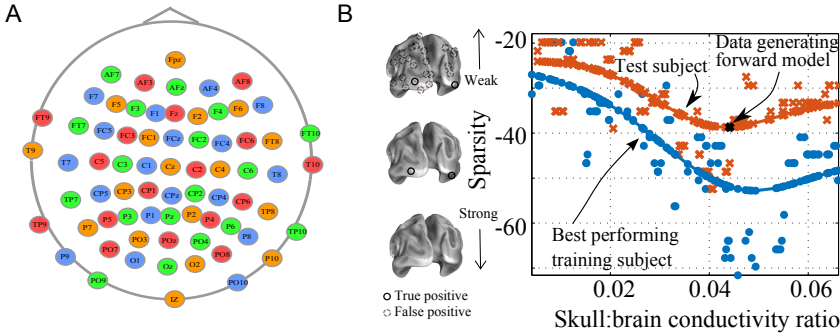 A
Fpz
AF7 AF3 AFz AF4 AF8
F7 F5 F3 F1 Fz F2 F4 F6 F8
FT9 FT7 FC5 FC3 FC1 FCz FC2 FC4 FC6 FT8 FT10
T9 T7 C5 C3 C1 Cz C2 C4 C6 T8 T10
TP7 CP5 CP3 CP1 CPz CP2 CP4 CP6 TP8
TP9 P7 P5 P3 P1 Pz P2 P4 P6 P8 TP10
P9 PO7 PO3 POz PO4 PO8 P10
PO9 O1 Oz O2 PO10
IZ
B
Weak
Sparsity
Strong
True positive
False positive
-20
-40
-60
Test subject
Data generating
forward model
Best performing
training subject
0.02 0.04 0.06
Skull:brain conductivity ratio